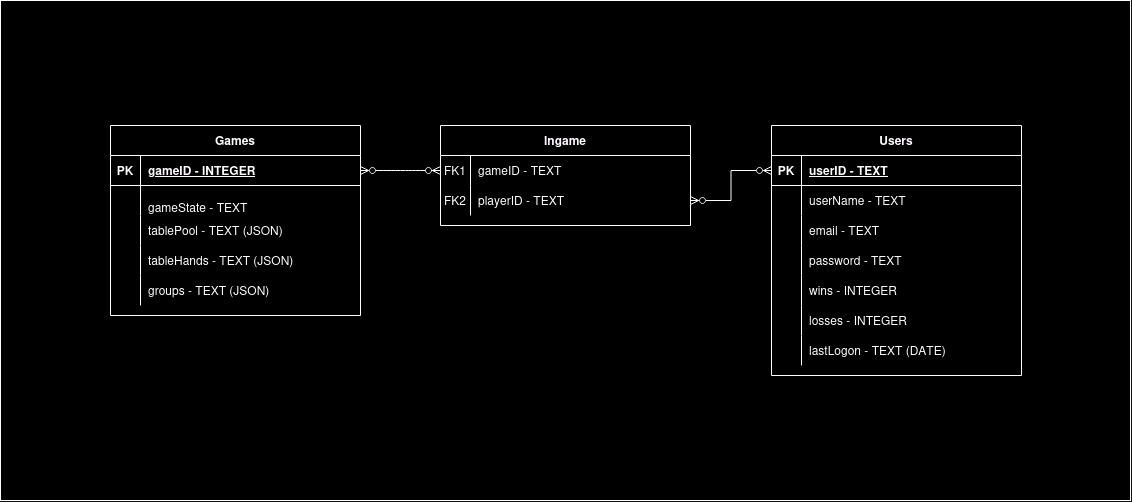 Games
PK gameID - INTEGER
gameState - TEXT
tablePool - TEXT (JSON)
tableHands - TEXT (JSON)
groups - TEXT (JSON)
Ingame
FK1 gameID - TEXT
FK2 playerID - TEXT
Users
PK userID - TEXT
userName - TEXT
email - TEXT
password - TEXT
wins - INTEGER
losses - INTEGER
lastLogon - TEXT (DATE)